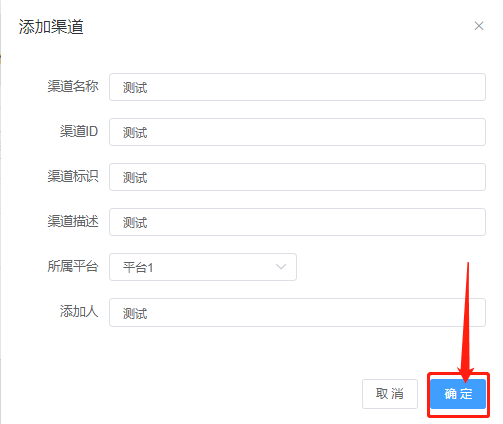 添加渠道
渠道名称 测试
渠道ID 测试
渠道标识 测试
渠道描述 测试
所属平台 平台1
添加人 测试
取消 确定